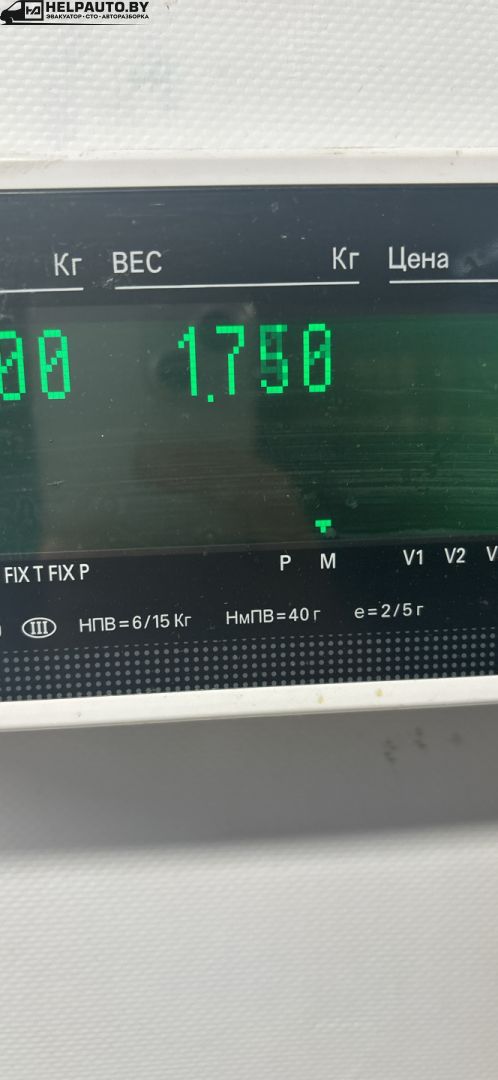 HELPAUTO.BY
ЭВАКУАТОР · СТО · АВТОРАЗБОРКА
Кг ВЕС Кг Цена
00 1.750
FIX T FIX P P M V1 V2 V
III НПВ=6/15 Кг НмПВ=40 г e=2/5 г